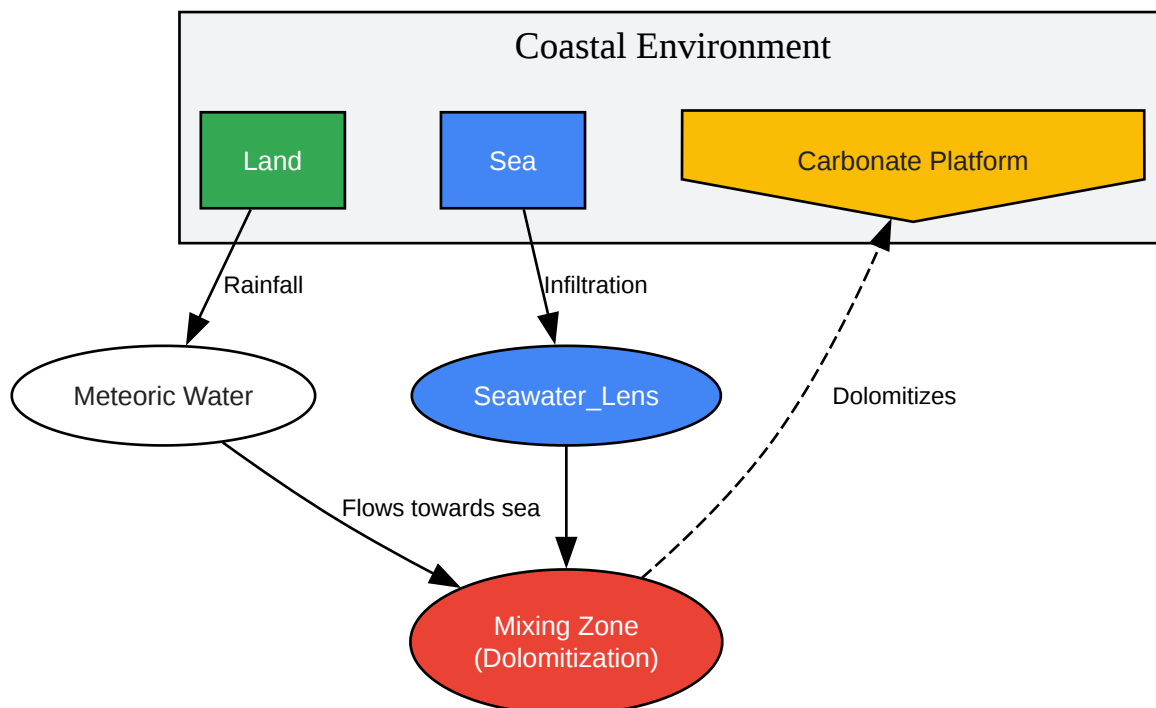 Coastal Environment
Land
Sea
Carbonate Platform
Rainfall
Infiltration
Meteoric Water
Seawater_Lens
Dolomitizes
Flows towards sea
Mixing Zone
(Dolomitization)